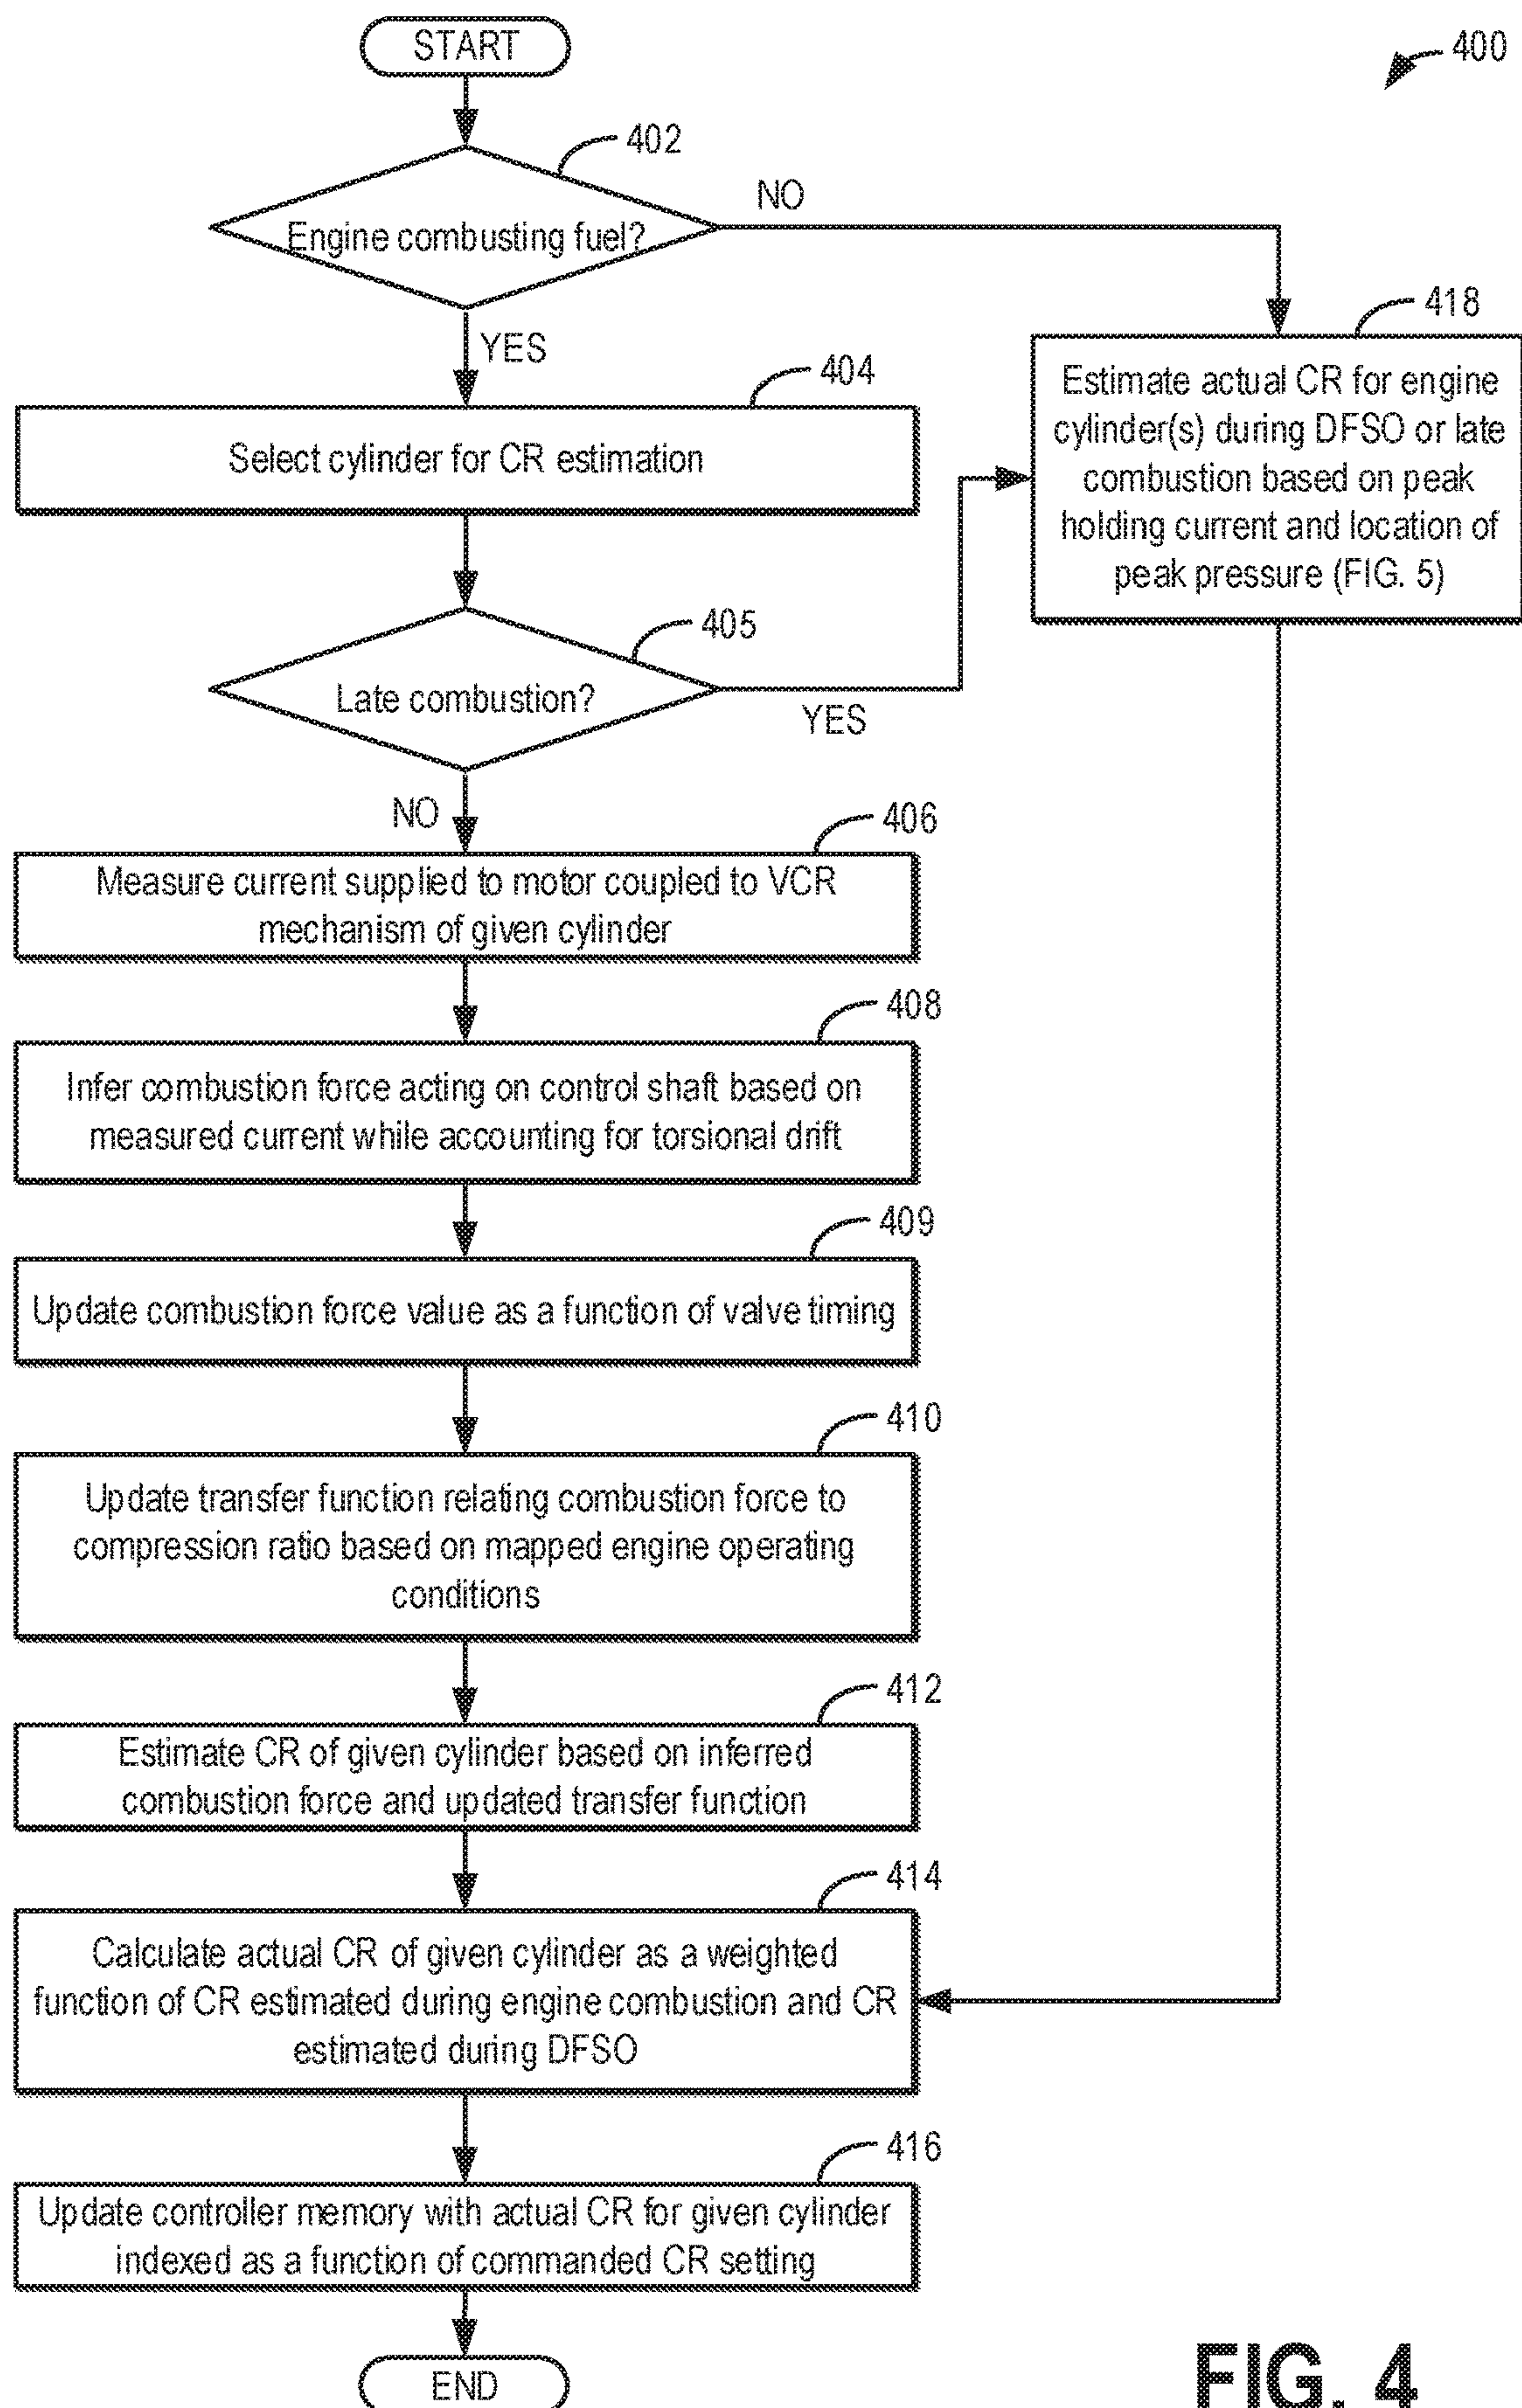 START
400
402
Engine combusting fuel?
NO
YES
418
Estimate actual CR for engine
cylinder(s) during DFSO or late
combustion based on peak
holding current and location of
peak pressure (FIG. 5)
404
Select cylinder for CR estimation
405
Late combustion?
YES
NO
406
Measure current supplied to motor coupled to VCR
mechanism of given cylinder
408
Infer combustion force acting on control shaft based on
measured current while accounting for torsional drift
409
Update combustion force value as a function of valve timing
410
Update transfer function relating combustion force to
compression ratio based on mapped engine operating
conditions
412
Estimate CR of given cylinder based on inferred
combustion force and updated transfer function
414
Calculate actual CR of given cylinder as a weighted
function of CR estimated during engine combustion and CR
estimated during DFSO
416
Update controller memory with actual CR for given cylinder
indexed as a function of commanded CR setting
END
FIG. 4